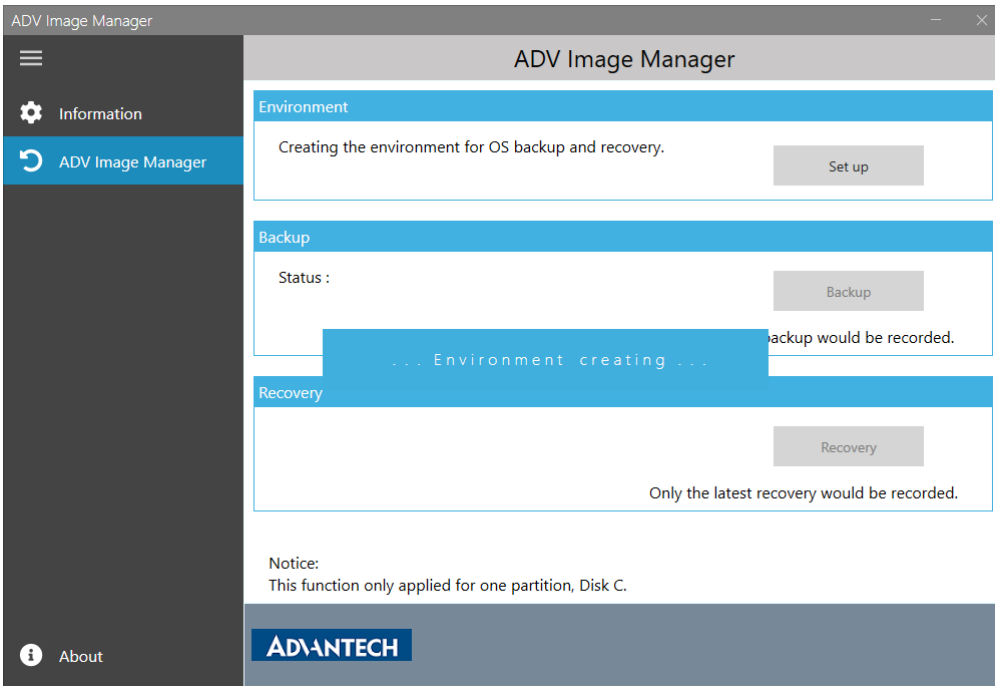 ADV Image Manager
ADV Image Manager
Information
ADV Image Manager
Environment
Creating the environment for OS backup and recovery.
Set up
Backup
Status :
Backup
backup would be recorded.
... Environment creating ...
Recovery
Recovery
Only the latest recovery would be recorded.
Notice:
This function only applied for one partition, Disk C.
About
ADVANTECH